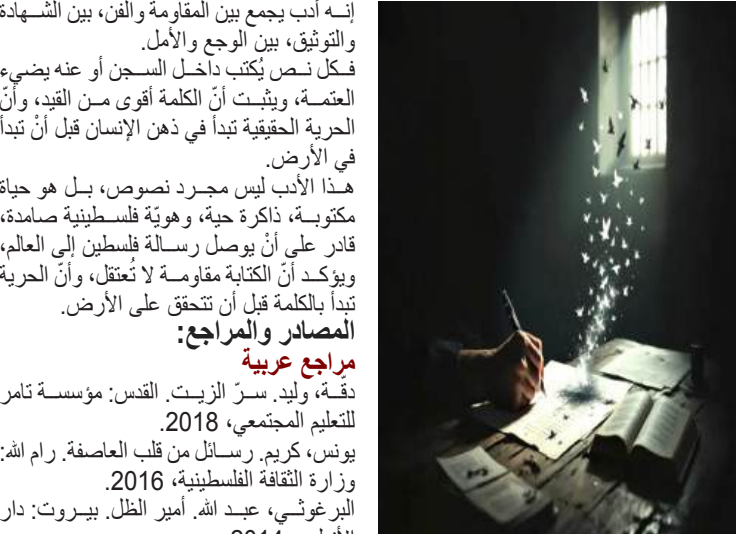 إنــه أدب يجمع بين المقاومة والفن، بين الشــهادة
والتوثيق، بين الوجع والأمل.
فــكل نــص يُكتب داخــل الســجن أو عنه يضيء
العتمــة، ويثبــت أنّ الكلمة أقوى مــن القيد، وأنّ
الحرية الحقيقية تبدأ في ذهن الإنسان قبل أنْ تبدأ
في الأرض.
هــذا الأدب ليس مجــرد نصوص، بــل هو حياة
مكتوبــة، ذاكرة حية، وهويّة فلســطينية صامدة،
قادر على أنْ يوصل رســالة فلسطين إلى العالم،
ويؤكــد أنّ الكتابة مقاومــة لا تُعتقل، وأنّ الحرية
تبدأ بالكلمة قبل أن تتحقق على الأرض.
المصادر والمراجع:
مراجع عربية
دقّــة، وليد. ســرّ الزيــت. القدس: مؤسســة تامر
للتعليم المجتمعي، 2018.
يونس، كريم. رســائل من قلب العاصفة. رام الله:
وزارة الثقافة الفلسطينية، 2016.
البرغوثــي، عبــد الله. أمير الظل. بيــروت: دار